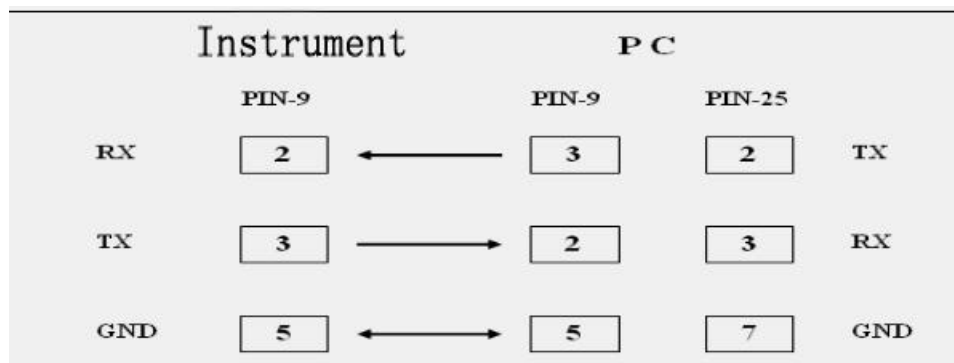 Instrument P C
PIN-9 PIN-9 PIN-25
RX 2 3 2 TX
TX 3 2 3 RX
GND 5 5 7 GND